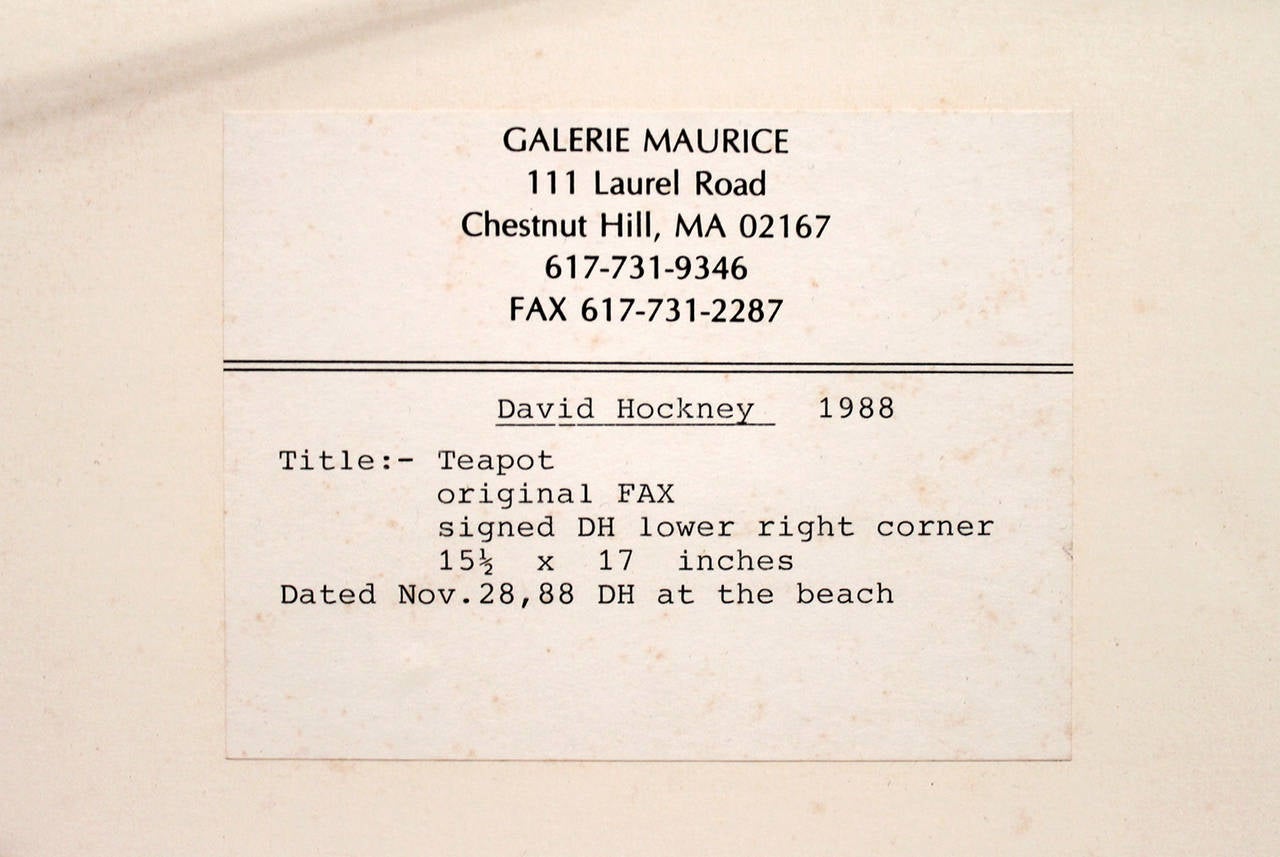 GALERIE MAURICE
111 Laurel Road
Chestnut Hill, MA 02167
617-731-9346
FAX 617-731-2287
David Hockney 1988
Title:- Teapot
original FAX
signed DH lower right corner
15½ x 17 inches
Dated Nov.28,88 DH at the beach